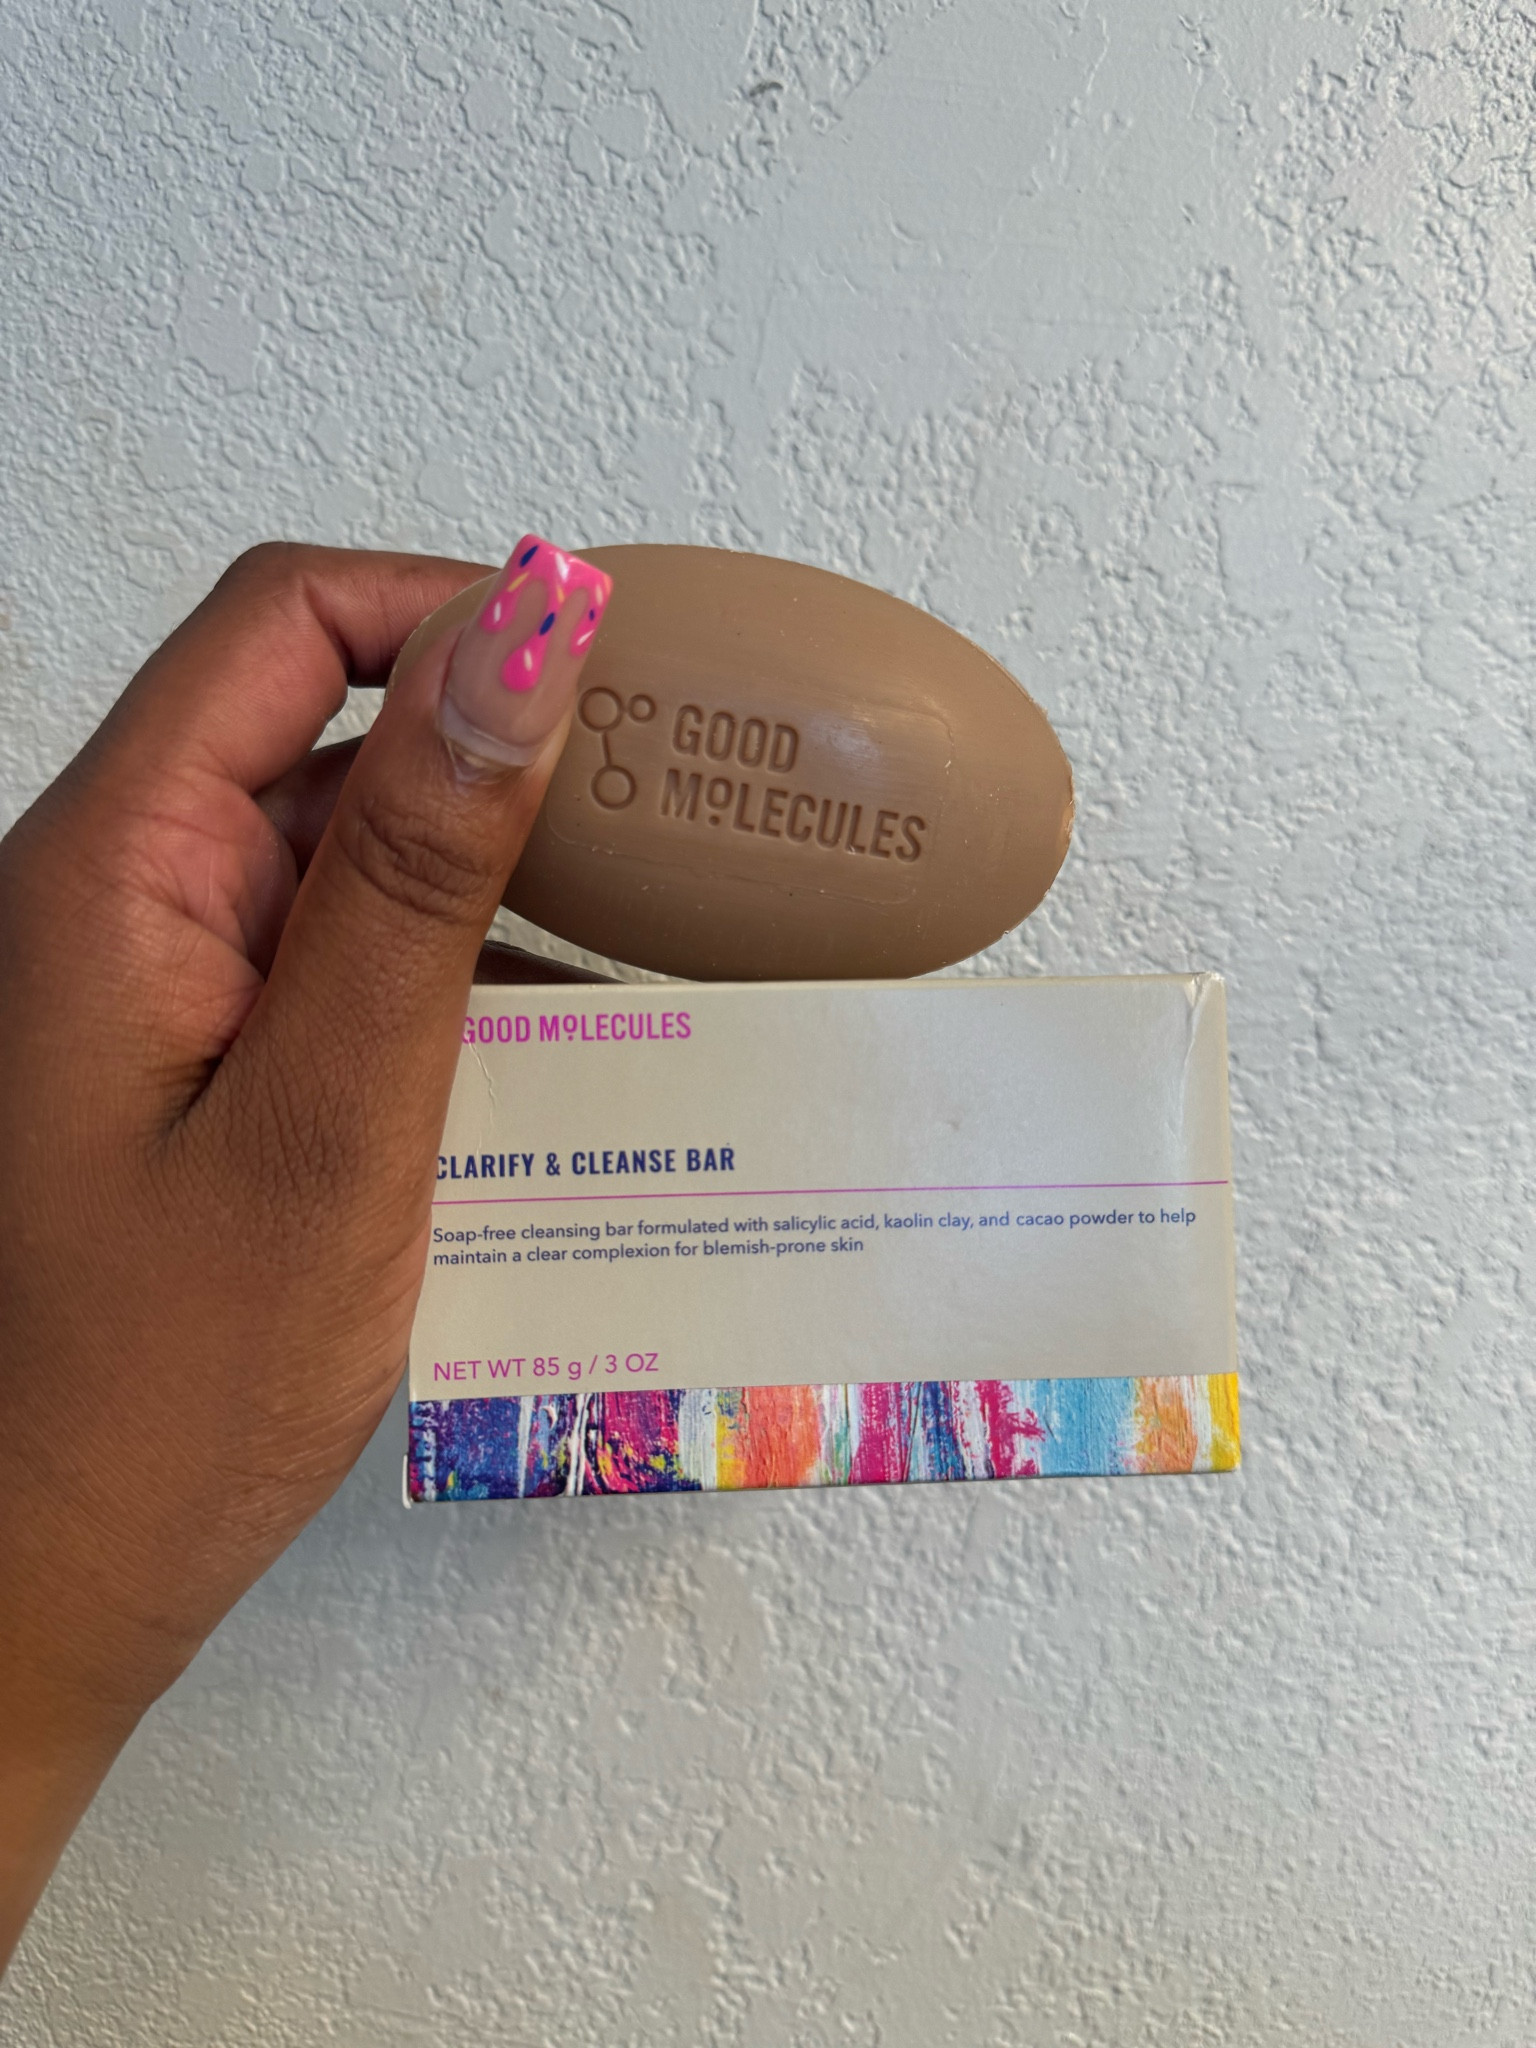 GOOD
MOLECULES
GOOD MOLECULES
CLARIFY & CLEANSE BAR
Soap-free cleansing bar formulated with salicylic acid, kaolin clay, and cacao powder to help
maintain a clear complexion for blemish-prone skin
NET WT 85 g / 3 OZ